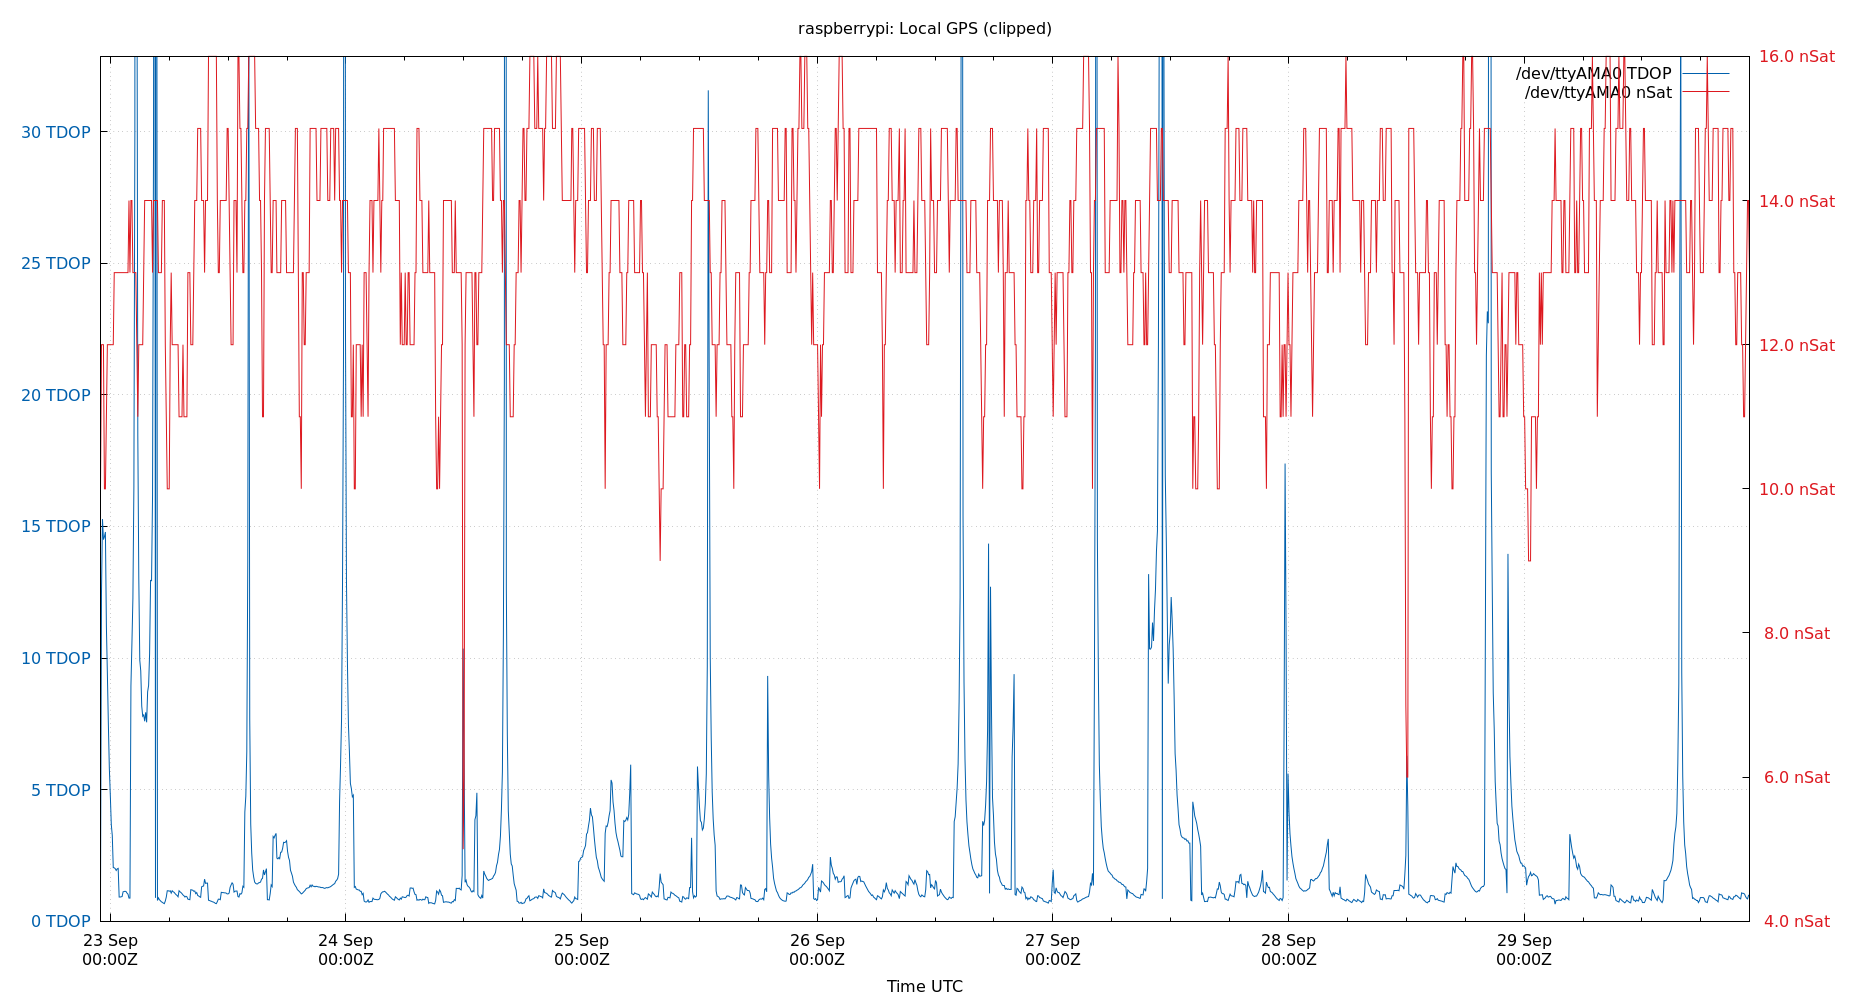 raspberrypi: Local GPS (clipped)
/dev/ttyAMA0 TDOP
/dev/ttyAMA0 nSat
30 TDOP
25 TDOP
20 TDOP
15 TDOP
10 TDOP
5 TDOP
0 TDOP
16.0 nSat
14.0 nSat
12.0 nSat
10.0 nSat
8.0 nSat
6.0 nSat
4.0 nSat
23 Sep
00:00Z
24 Sep
00:00Z
25 Sep
00:00Z
26 Sep
00:00Z
27 Sep
00:00Z
28 Sep
00:00Z
29 Sep
00:00Z
Time UTC